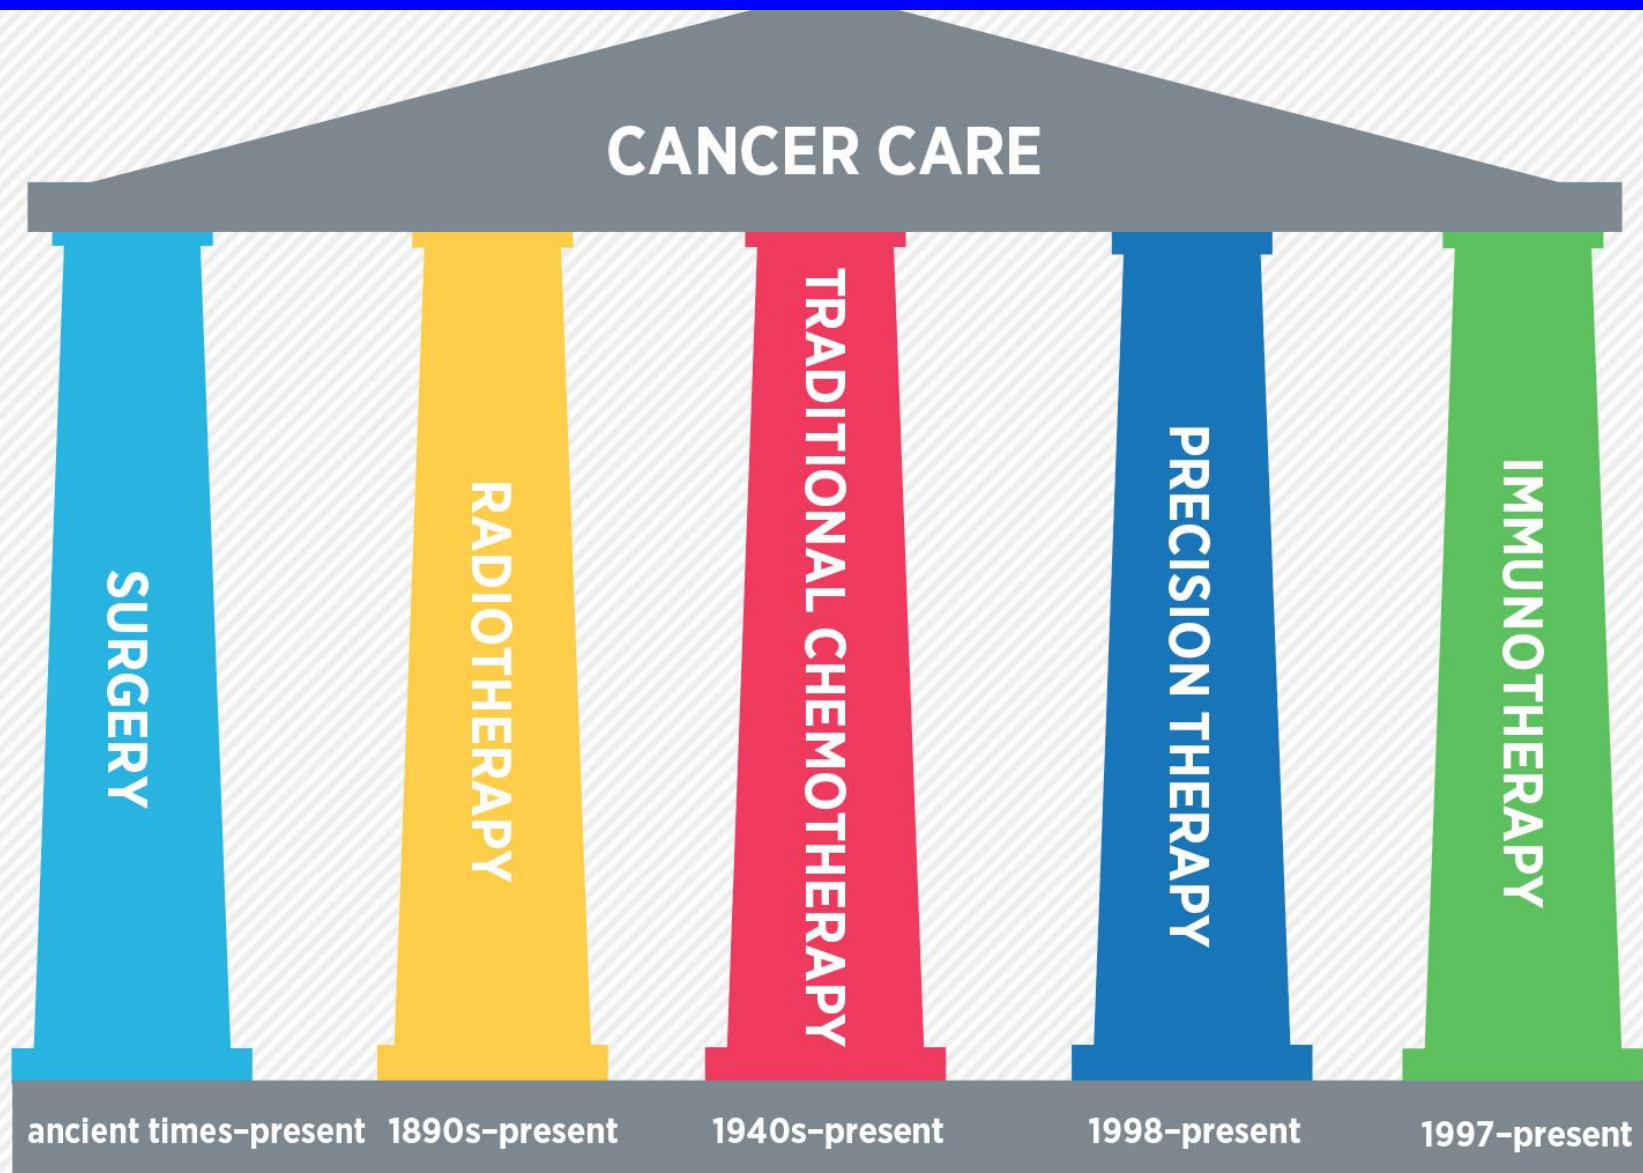 CANCER CARE
SURGERY
RADIOTHERAPY
TRADITIONAL CHEMOTHERAPY
PRECISION THERAPY
IMMUNOTHERAPY
ancient times–present
1890s–present
1940s–present
1998–present
1997–present